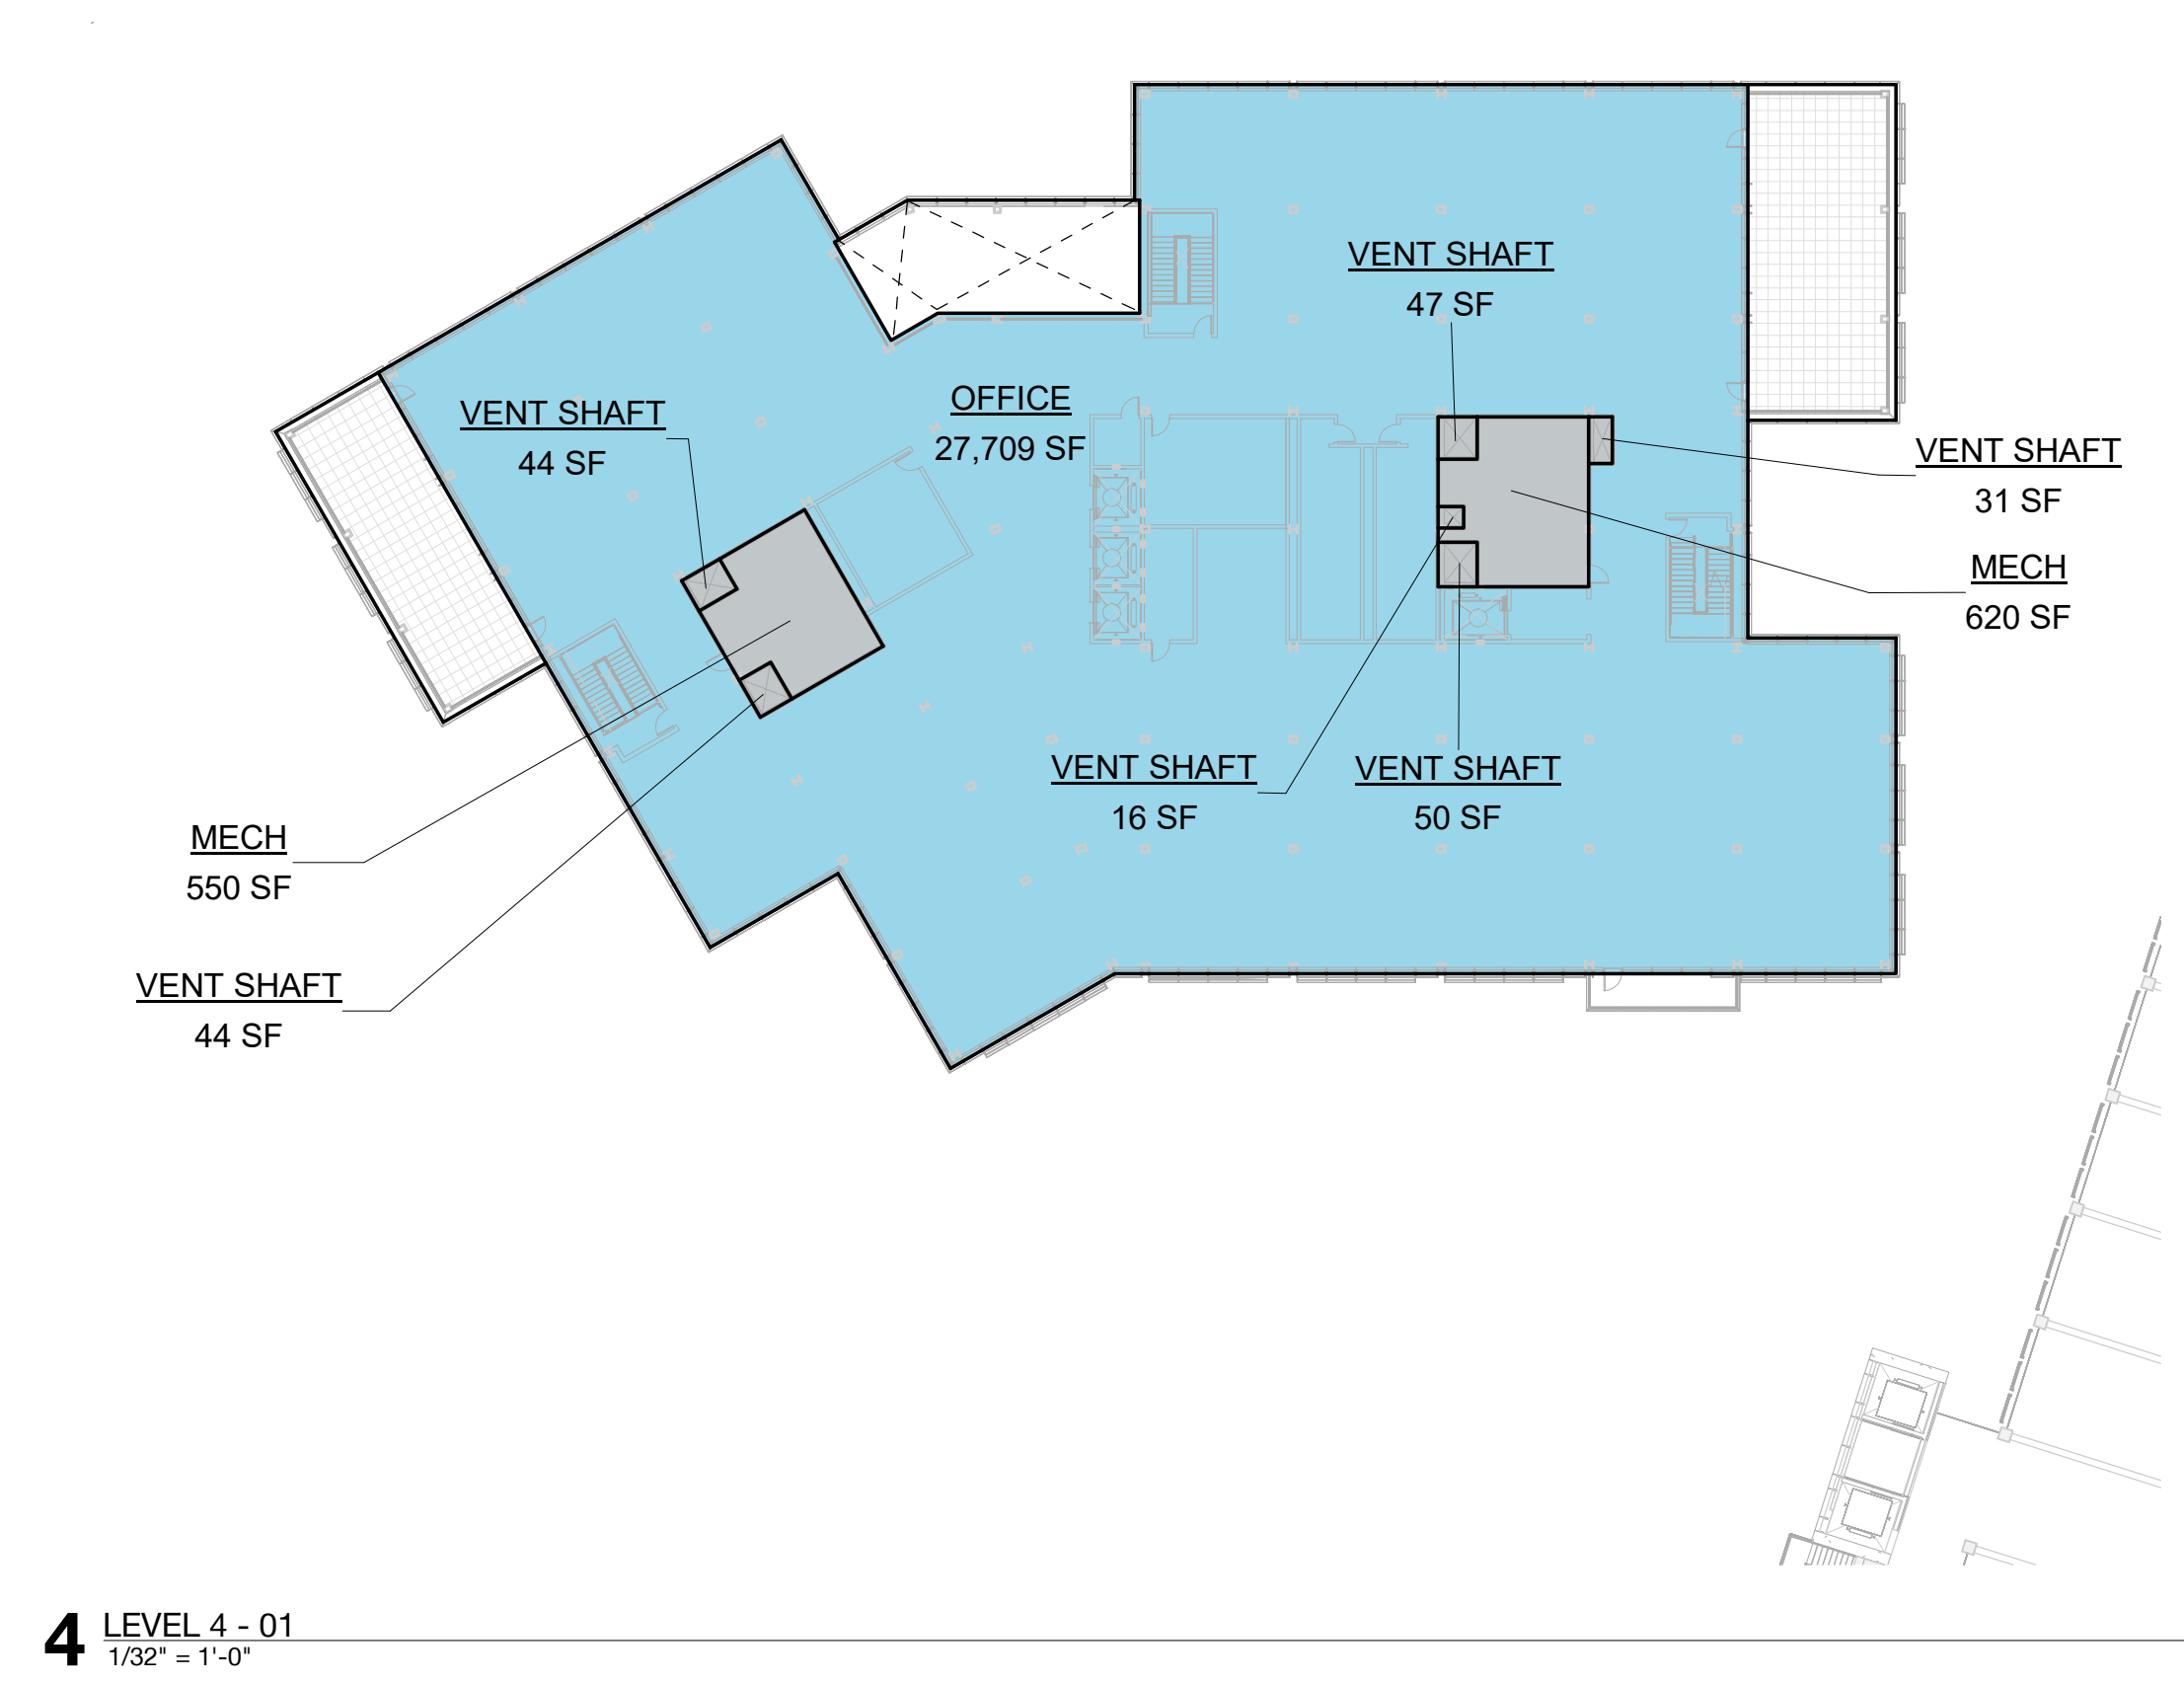 VENT SHAFT
47 SF
OFFICE
27,709 SF
VENT SHAFT
44 SF
VENT SHAFT
31 SF
MECH
620 SF
VENT SHAFT
16 SF
VENT SHAFT
50 SF
MECH
550 SF
VENT SHAFT
44 SF
4 LEVEL 4 - 01
1/32" = 1'-0"